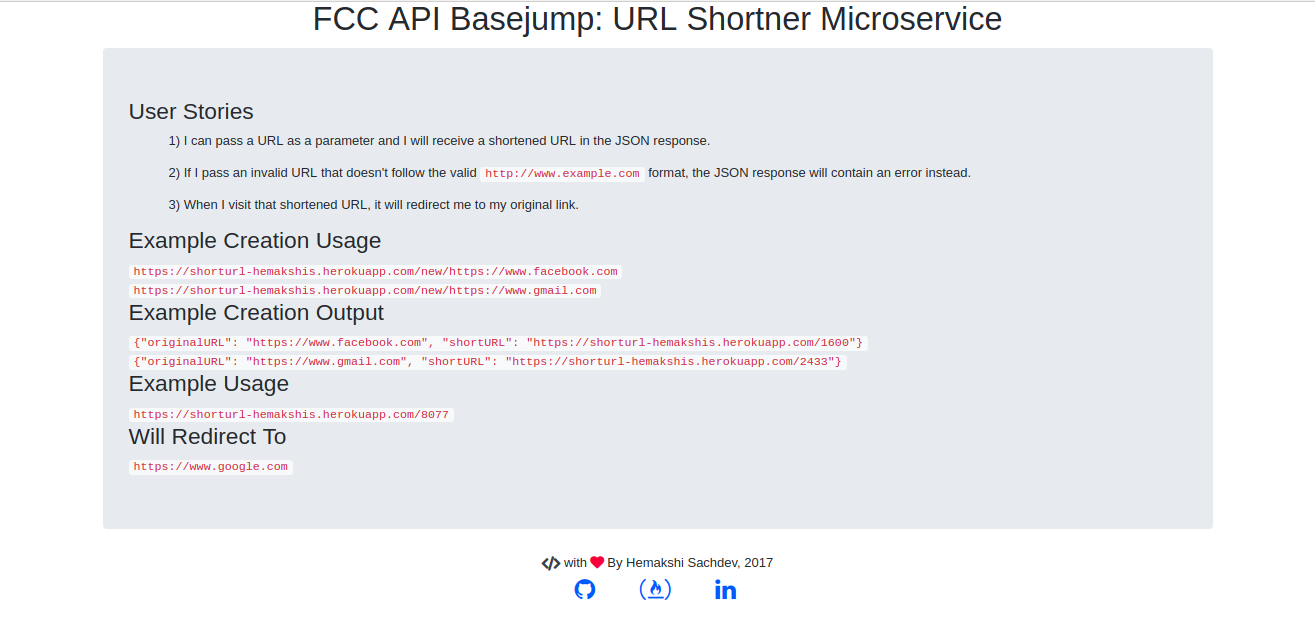 FCC API Basejump: URL Shortner Microservice
User Stories
1) I can pass a URL as a parameter and I will receive a shortened URL in the JSON response.
2) If I pass an invalid URL that doesn't follow the valid http://www.example.com format, the JSON response will contain an error instead.
3) When I visit that shortened URL, it will redirect me to my original link.
Example Creation Usage
https://shorturl-hemakshis.herokuapp.com/new/https://www.facebook.com
https://shorturl-hemakshis.herokuapp.com/new/https://www.gmail.com
Example Creation Output
{"originalURL": "https://www.facebook.com", "shortURL": "https://shorturl-hemakshis.herokuapp.com/1600"}
{"originalURL": "https://www.gmail.com", "shortURL": "https://shorturl-hemakshis.herokuapp.com/2433"}
Example Usage
https://shorturl-hemakshis.herokuapp.com/8077
Will Redirect To
https://www.google.com
</> with ❤ By Hemakshi Sachdev, 2017
in